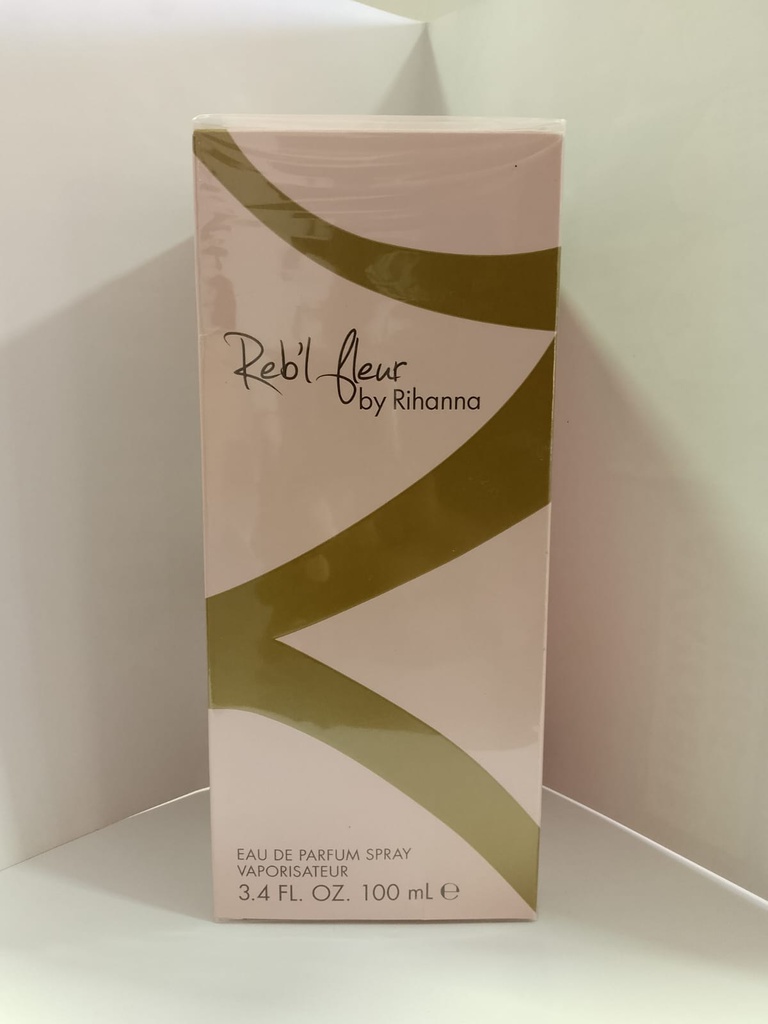 Reb'l fleur
by Rihanna
EAU DE PARFUM SPRAY
VAPORISATEUR
3.4 FL. OZ. 100 mL ℮